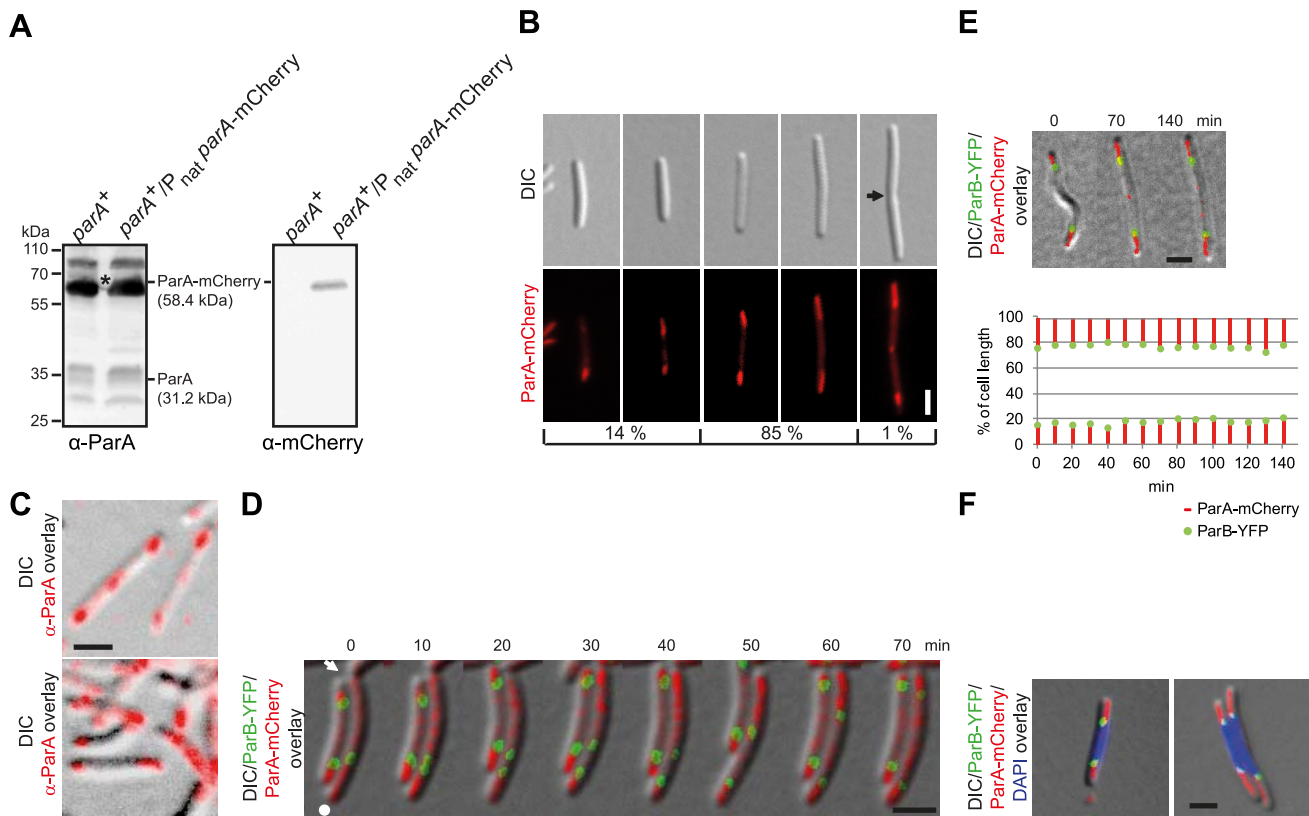 A
parA+
parA+/P nat parA-mCherry
parA+
parA+/P nat parA-mCherry
kDa
110
70
55
35
25
*
ParA-mCherry
(58.4 kDa)
ParA
(31.2 kDa)
α-ParA
α-mCherry
B
DIC
ParA-mCherry
14 %
85 %
1 %
E
0 70 140 min
DIC/ParB-YFP/
ParA-mCherry
overlay
% of cell length
100
80
60
40
20
0
0 20 40 60 80 100 120 140
min
ParA-mCherry
ParB-YFP
C
DIC
α-ParA overlay
DIC
α-ParA overlay
D
0 10 20 30 40 50 60 70 min
DIC/ParB-YFP/
ParA-mCherry
overlay
F
DIC/ParB-YFP/
ParA-mCherry/
DAPI overlay